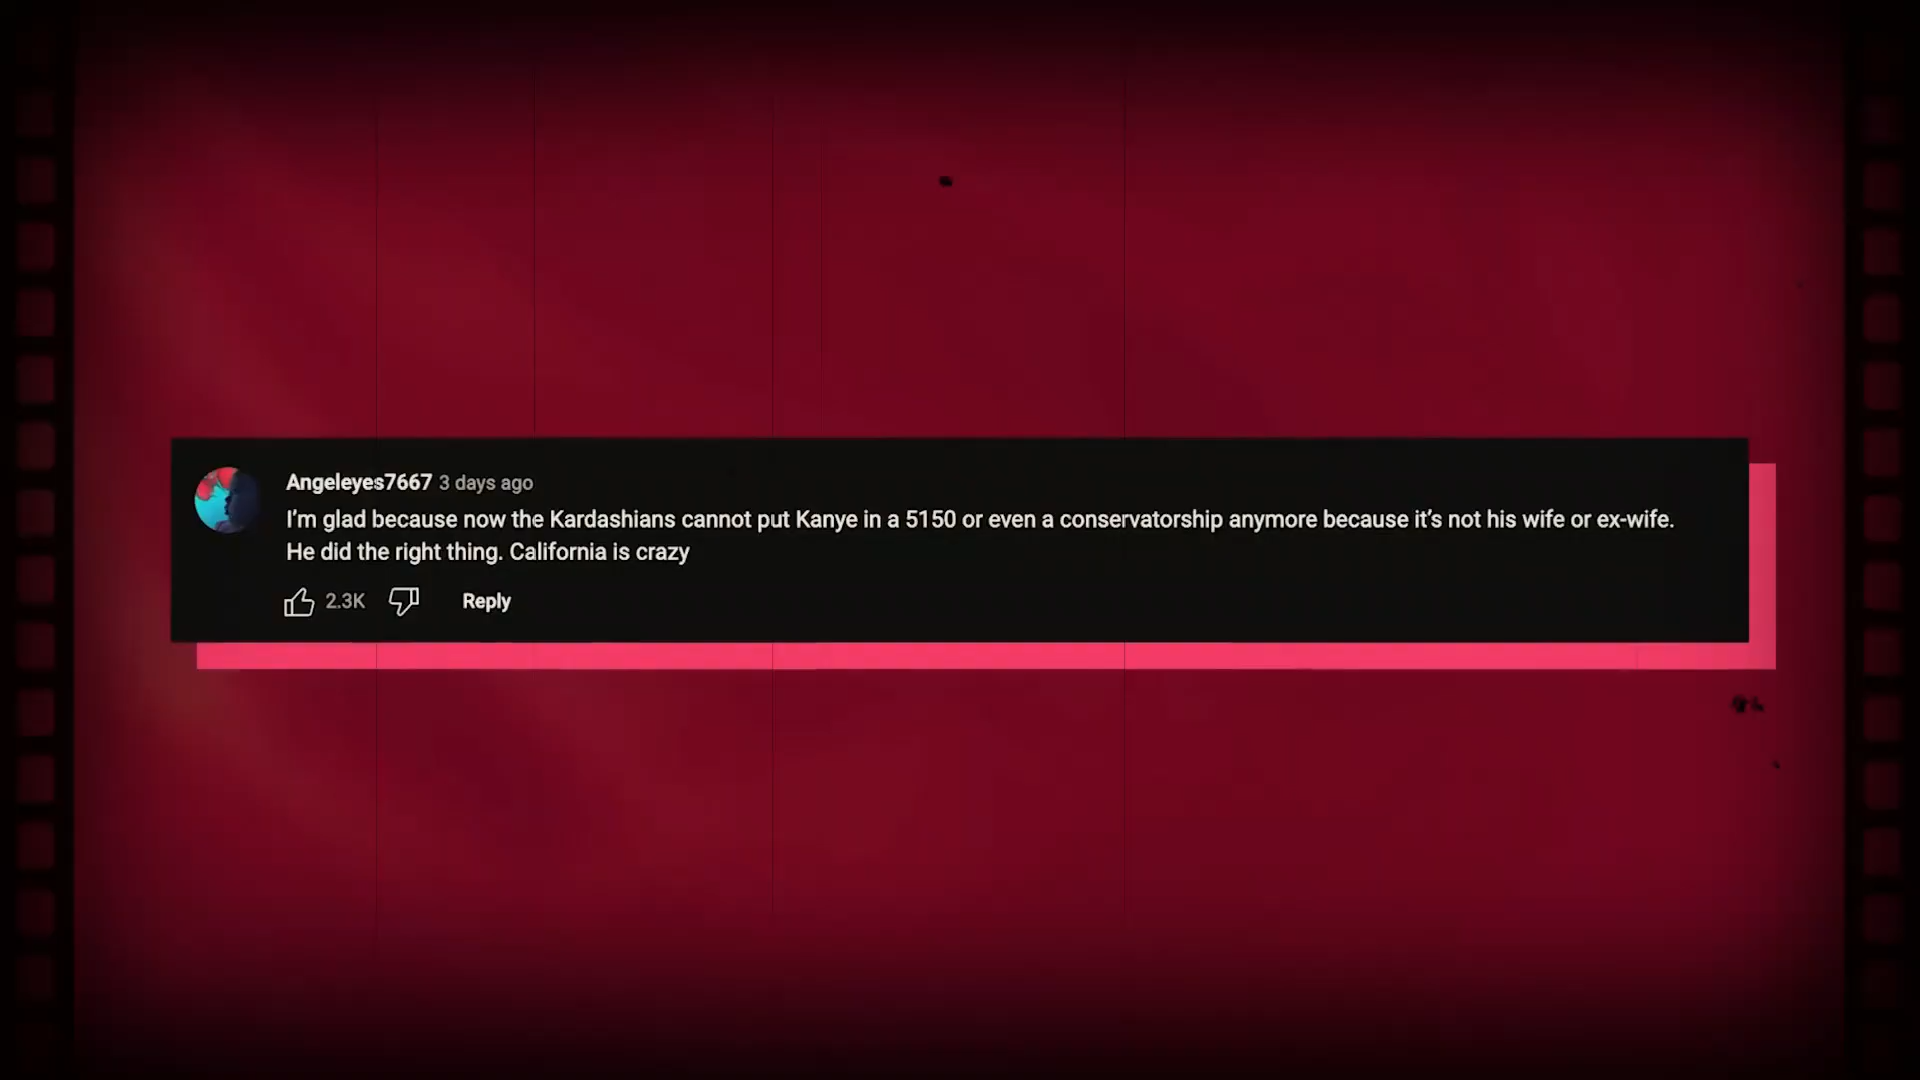 Angeleyes7667 3 days ago
I'm glad because now the Kardashians cannot put Kanye in a 5150 or even a conservatorship anymore because it's not his wife or ex-wife.
He did the right thing. California is crazy
2.3K Reply